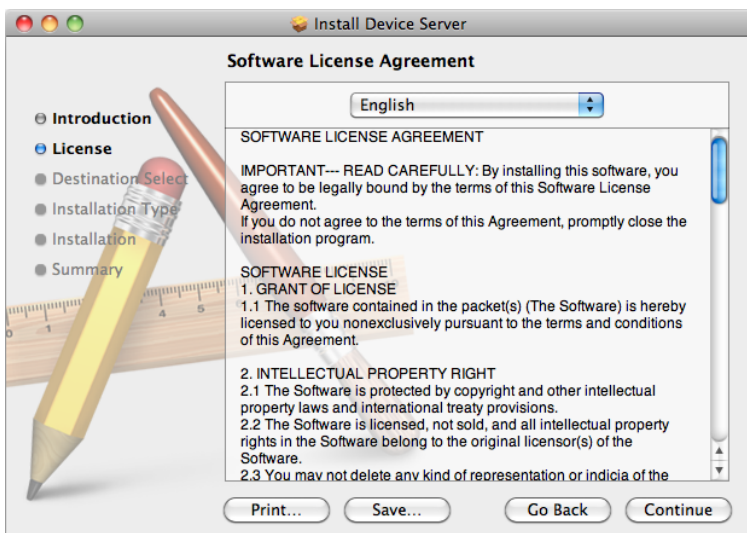 Install Device Server
Software License Agreement
Introduction
License
Destination Select
Installation Type
Installation
Summary
English
SOFTWARE LICENSE AGREEMENT
IMPORTANT--- READ CAREFULLY: By installing this software, you
agree to be legally bound by the terms of this Software License
Agreement.
If you do not agree to the terms of this Agreement, promptly close the
installation program.
SOFTWARE LICENSE
1. GRANT OF LICENSE
1.1 The software contained in the packet(s) (The Software) is hereby
licensed to you nonexclusively pursuant to the terms and conditions
of this Agreement.
2. INTELLECTUAL PROPERTY RIGHT
2.1 The Software is protected by copyright and other intellectual
property laws and international treaty provisions.
2.2 The Software is licensed, not sold, and all intellectual property
rights in the Software belong to the original licensor(s) of the
Software.
2.3 You may not delete any kind of representation or indicia of the
0 1 4 5
Print...
Save...
Go Back
Continue